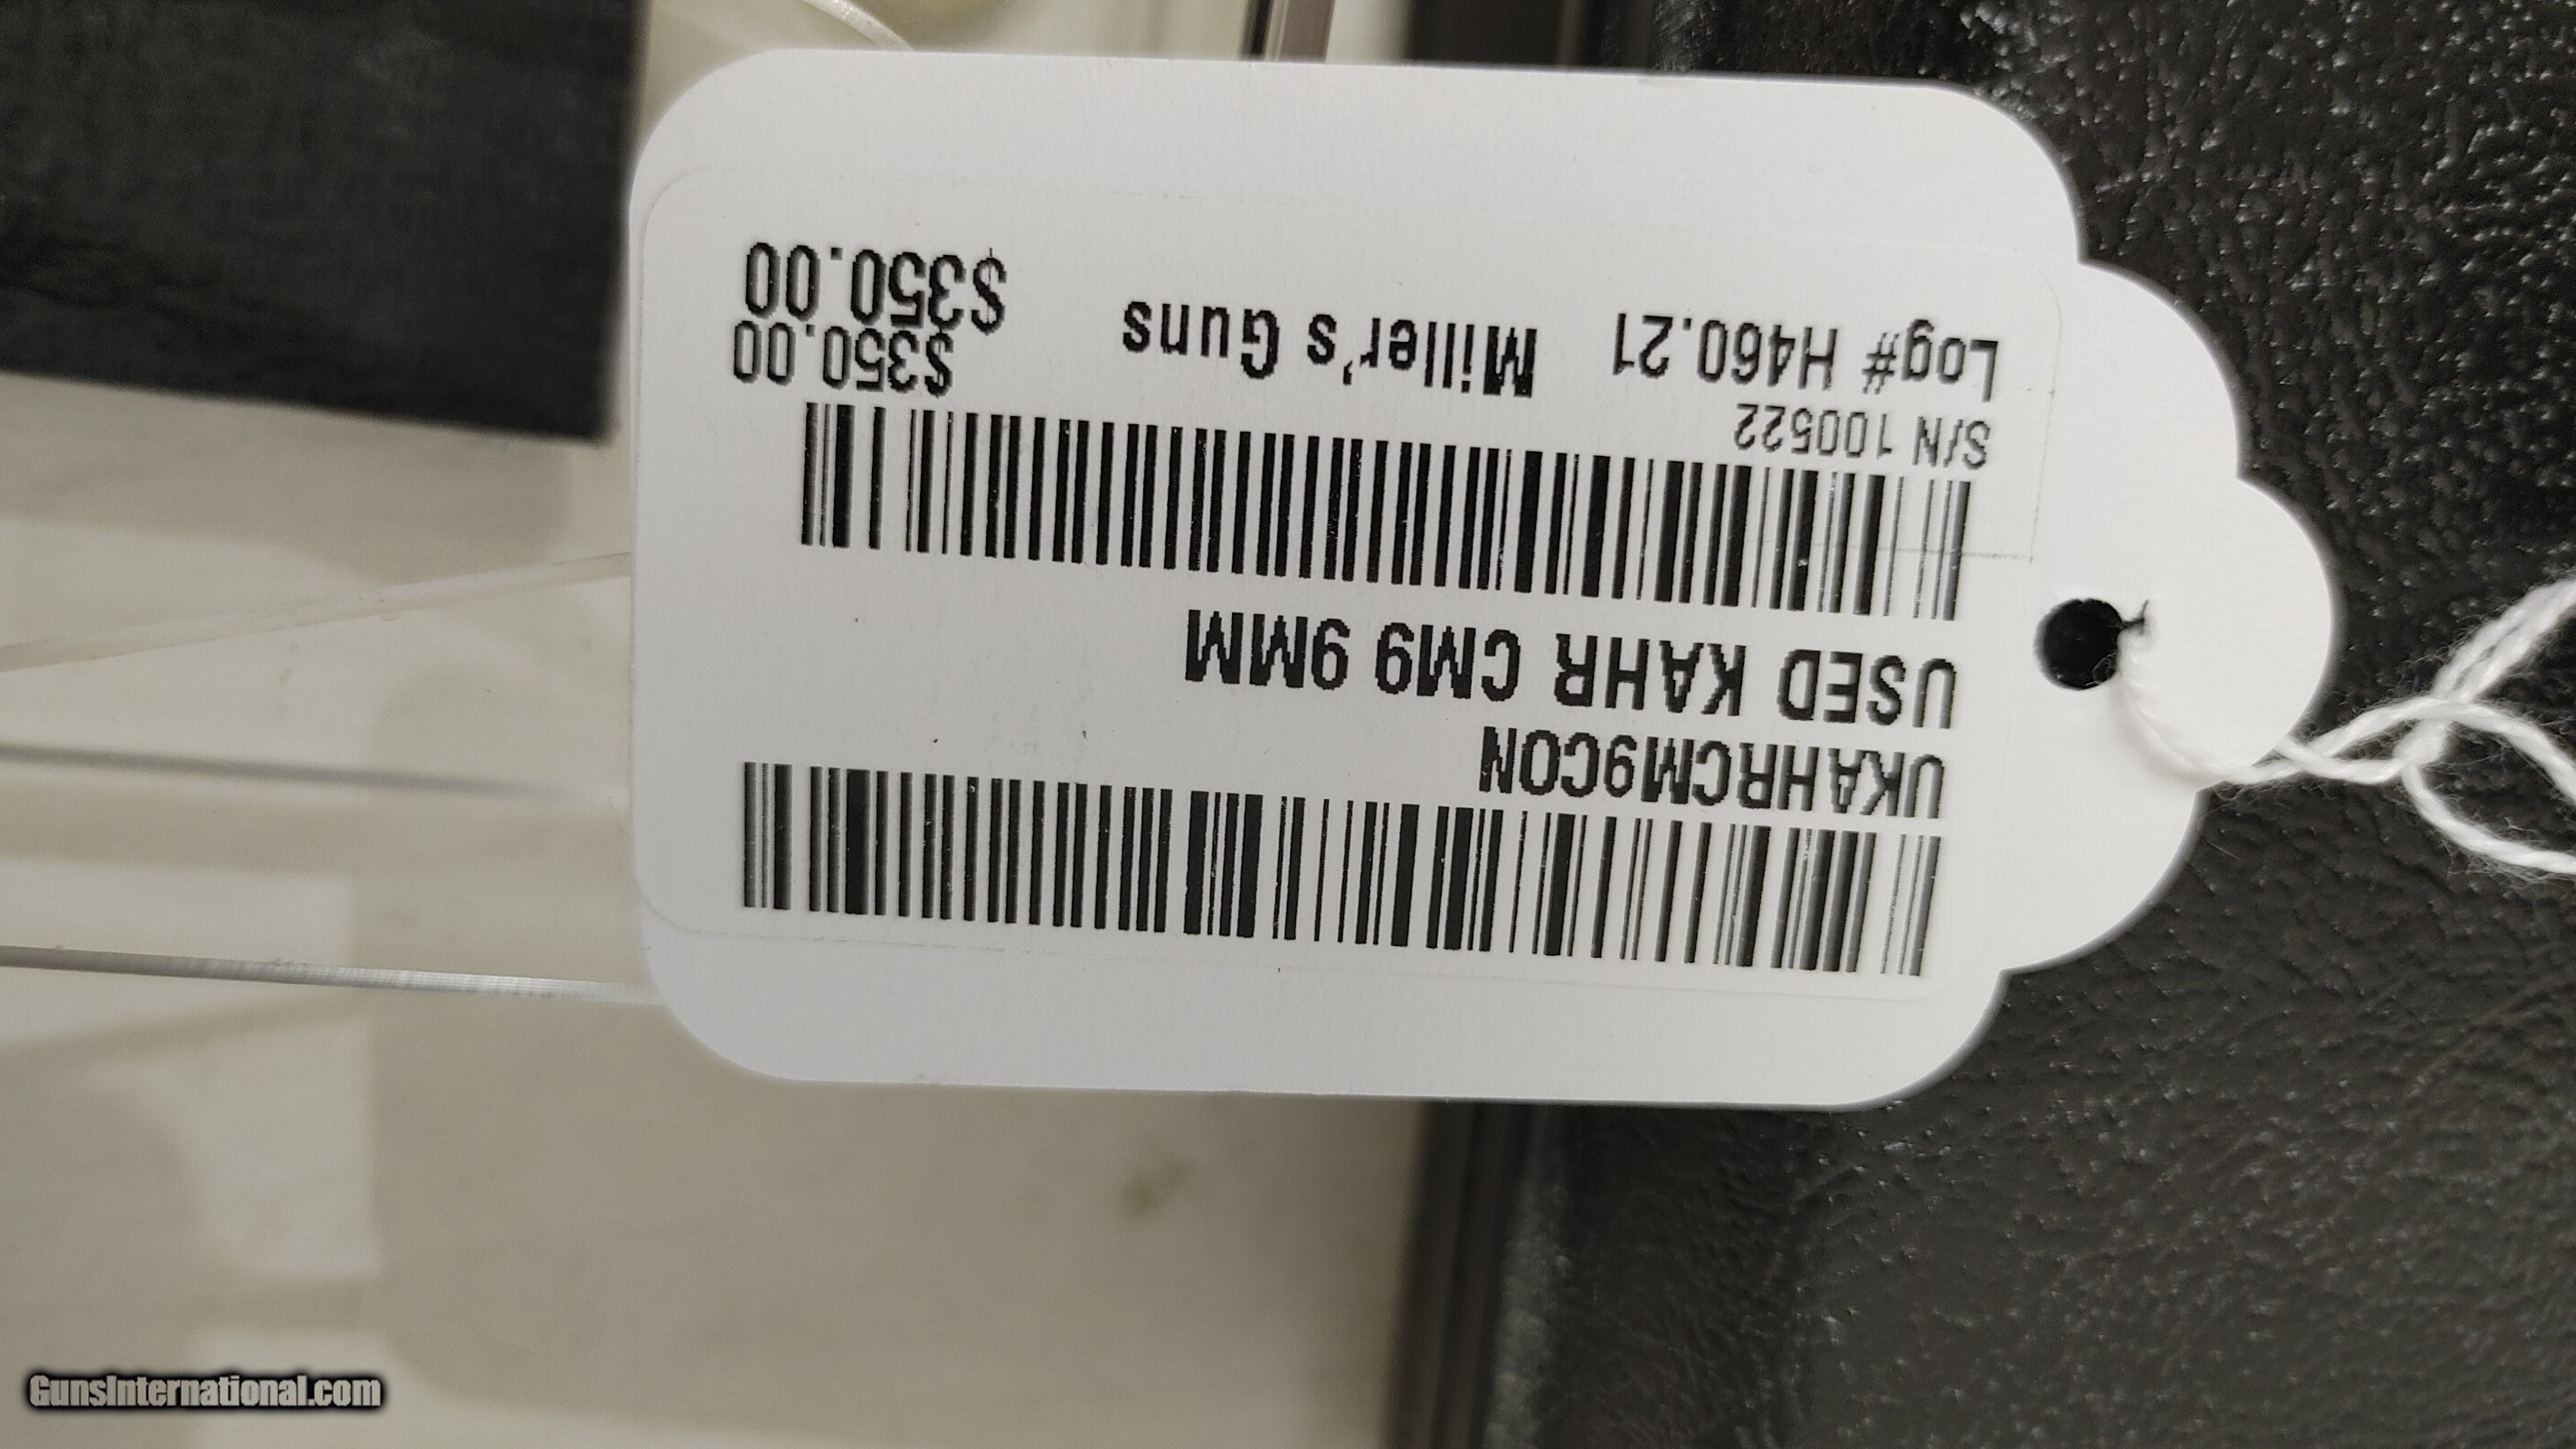 UKAHRCM9CON
USED KAHR CM9 9MM
S/N 100522
Log# H460.21 Miller's Guns $350.00
$350.00
GunsInternational.com